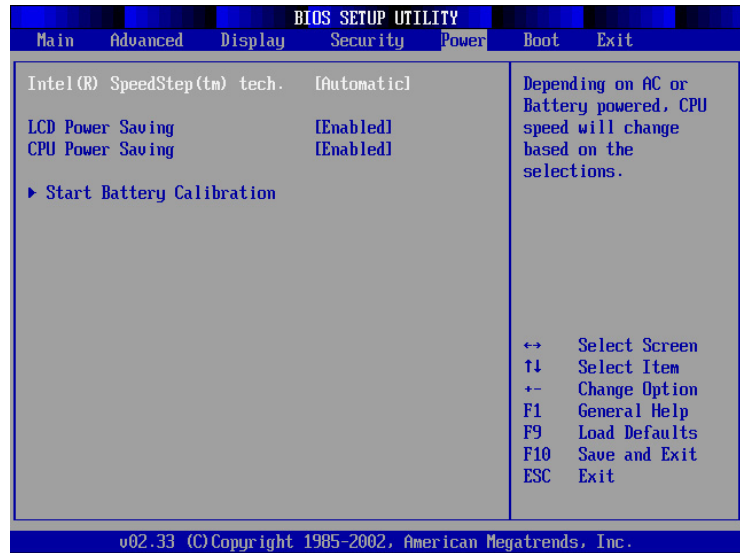 BIOS SETUP UTILITY
Main Advanced Display Security Power Boot Exit
Intel(R) SpeedStep(tm) tech. [Automatic]
LCD Power Saving [Enabled]
CPU Power Saving [Enabled]
▶ Start Battery Calibration
Depending on AC or
Battery powered, CPU
speed will change
based on the
selections.
←→ Select Screen
↑↓ Select Item
+- Change Option
F1 General Help
F9 Load Defaults
F10 Save and Exit
ESC Exit
v02.33 (C)Copyright 1985-2002, American Megatrends, Inc.